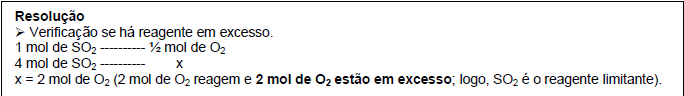 Resolução
➢ Verificação se há reagente em excesso.
1 mol de SO₂ ---------- ½ mol de O₂
4 mol de SO₂ ---------- x
x = 2 mol de O₂ (2 mol de O₂ reagem e 2 mol de O₂ estão em excesso; logo, SO₂ é o reagente limitante).